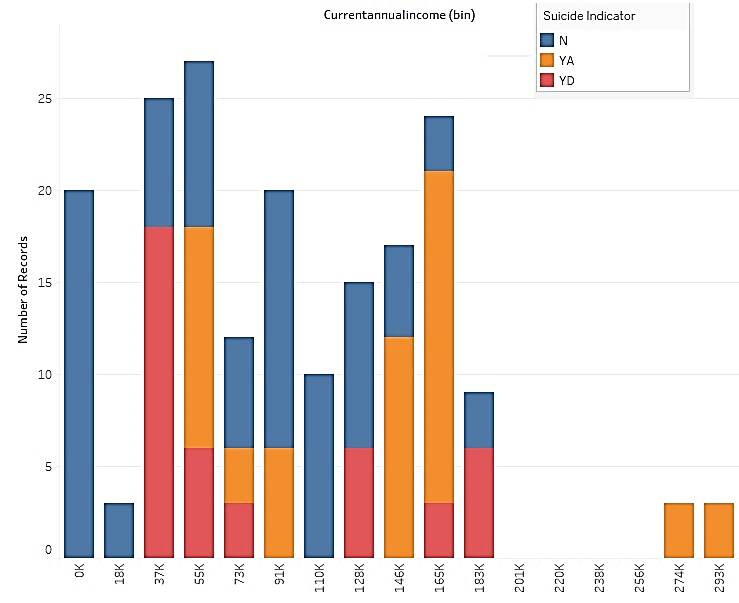 Currentannualincome (bin)
Suicide Indicator
N
YA
YD
Number of Records
25
20
15
10
5
0
0K
18K
37K
55K
73K
91K
110K
128K
146K
165K
183K
201K
220K
238K
256K
274K
293K